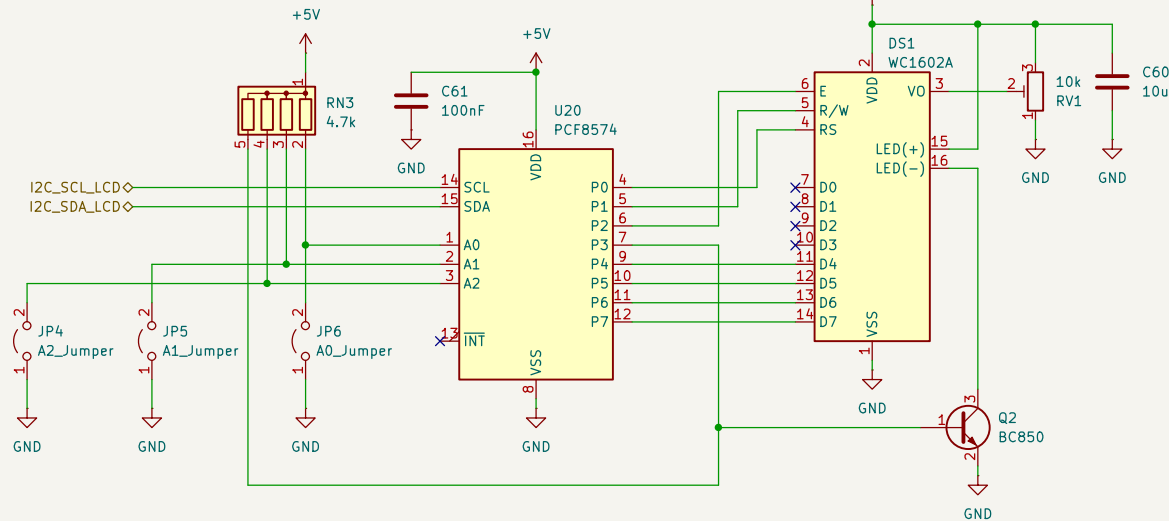 +5V
+5V
DS1
WC1602A
1
RN3
4.7k
5
4
3
2
C61
100nF
GND
U20
PCF8574
16
VDD
2
VDD
6
E
5
R/W
4
RS
VO
3
2
3
1
10k
RV1
C60
10u
LED(+)
15
LED(-)
16
GND
GND
I2C_SCL_LCD
14
SCL
I2C_SDA_LCD
15
SDA
1
A0
2
A1
3
A2
13
INT
P0
4
P1
5
P2
6
P3
7
P4
9
P5
10
P6
11
P7
12
7
D0
8
D1
9
D2
10
D3
11
D4
12
D5
13
D6
14
D7
VSS
8
GND
VSS
1
GND
2
JP4
A2_Jumper
1
GND
2
JP5
A1_Jumper
1
GND
2
JP6
A0_Jumper
1
GND
3
1
Q2
BC850
2
GND